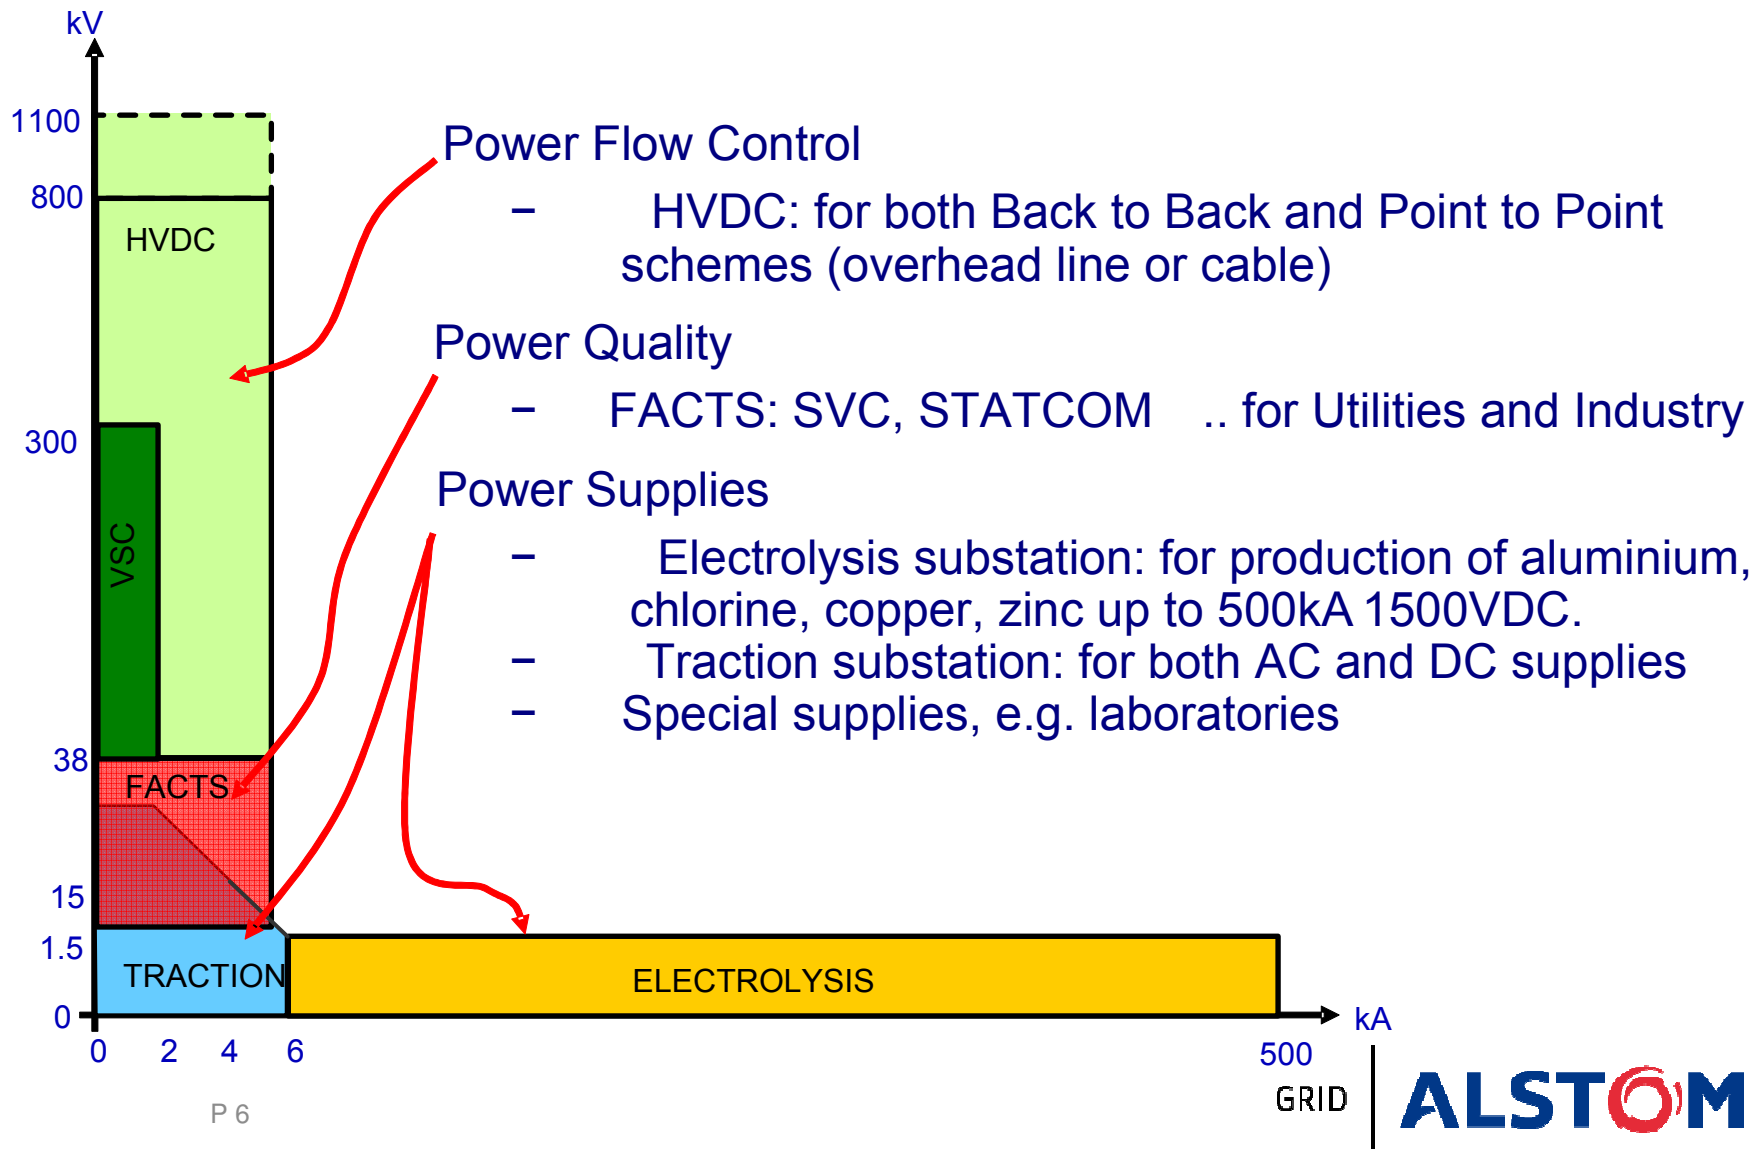 kV
1100
Power Flow Control
800
– HVDC: for both Back to Back and Point to Point
HVDC
schemes (overhead line or cable)
Power Quality
– FACTS: SVC, STATCOM .. for Utilities and Industry
300
Power Supplies
VSC
– Electrolysis substation: for production of aluminium,
chlorine, copper, zinc up to 500kA 1500VDC.
– Traction substation: for both AC and DC supplies
– Special supplies, e.g. laboratories
38
FACTS
15
1.5
TRACTION
ELECTROLYSIS
0
kA
0 2 4 6 500
GRID
ALSTOM
P 6